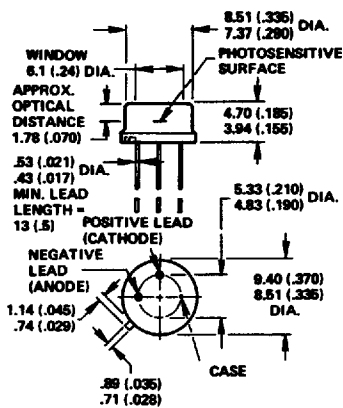 8.51 (.335) DIA.
7.37 (.290)
WINDOW
6.1 (.24) DIA.
PHOTOSENSITIVE
SURFACE
APPROX.
OPTICAL
DISTANCE
1.78 (.070)
4.70 (.185)
3.94 (.155)
.53 (.021) DIA.
.43 (.017)
MIN. LEAD
LENGTH =
13 (.5)
5.33 (.210) DIA.
4.83 (.190)
POSITIVE LEAD
(CATHODE)
NEGATIVE
LEAD
(ANODE)
9.40 (.370)
8.51 (.335)
DIA.
1.14 (.045)
.74 (.029)
CASE
.89 (.035)
.71 (.028)